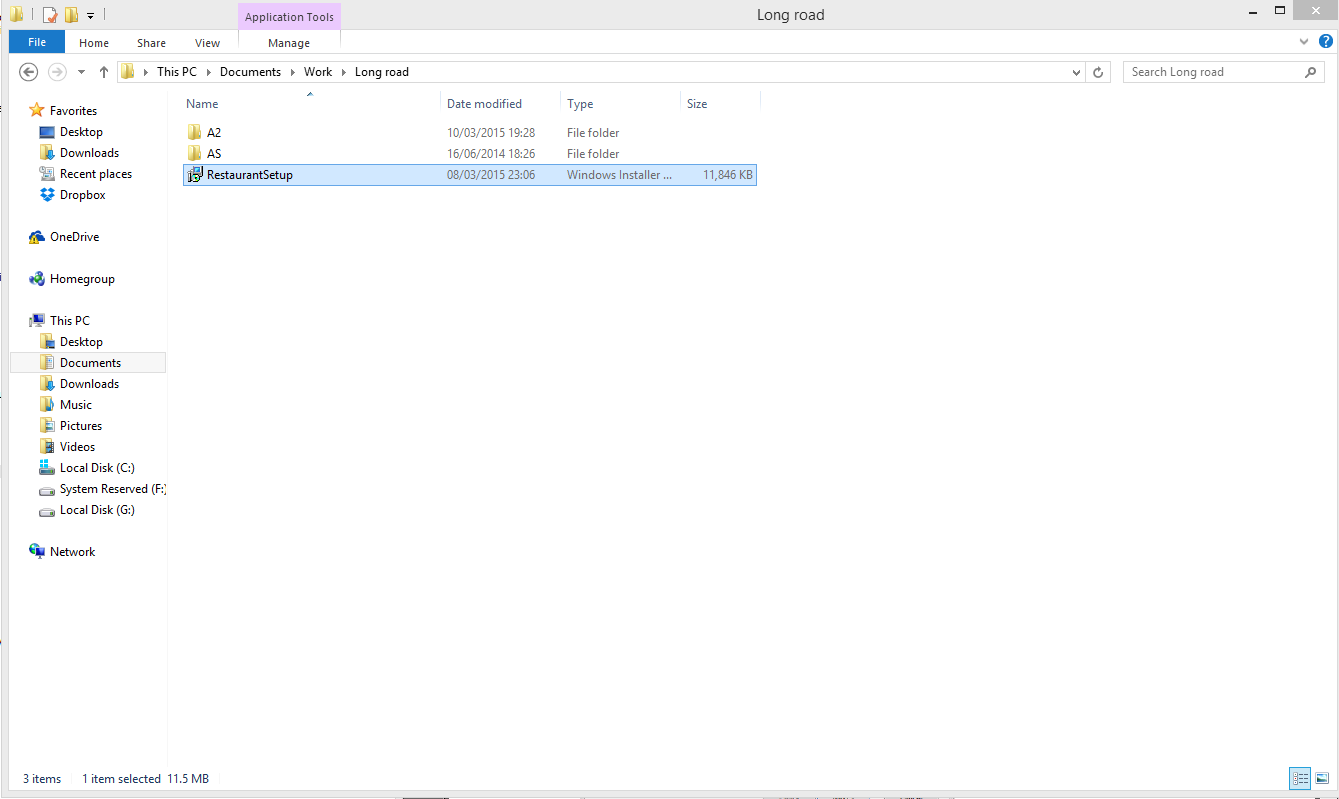 Application Tools
Long road
File Home Share View Manage
This PC Documents Work Long road
Search Long road
Name Date modified Type Size
A2 10/03/2015 19:28 File folder
AS 16/06/2014 18:26 File folder
RestaurantSetup 08/03/2015 23:06 Windows Installer ... 11,846 KB
Favorites
Desktop
Downloads
Recent places
Dropbox
OneDrive
Homegroup
This PC
Desktop
Documents
Downloads
Music
Pictures
Videos
Local Disk (C:)
System Reserved (F:)
Local Disk (G:)
Network
3 items 1 item selected 11.5 MB